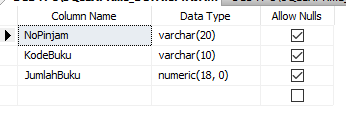 Column Name Data Type Allow Nulls
NoPinjam varchar(20)
KodeBuku varchar(10)
JumlahBuku numeric(18, 0)